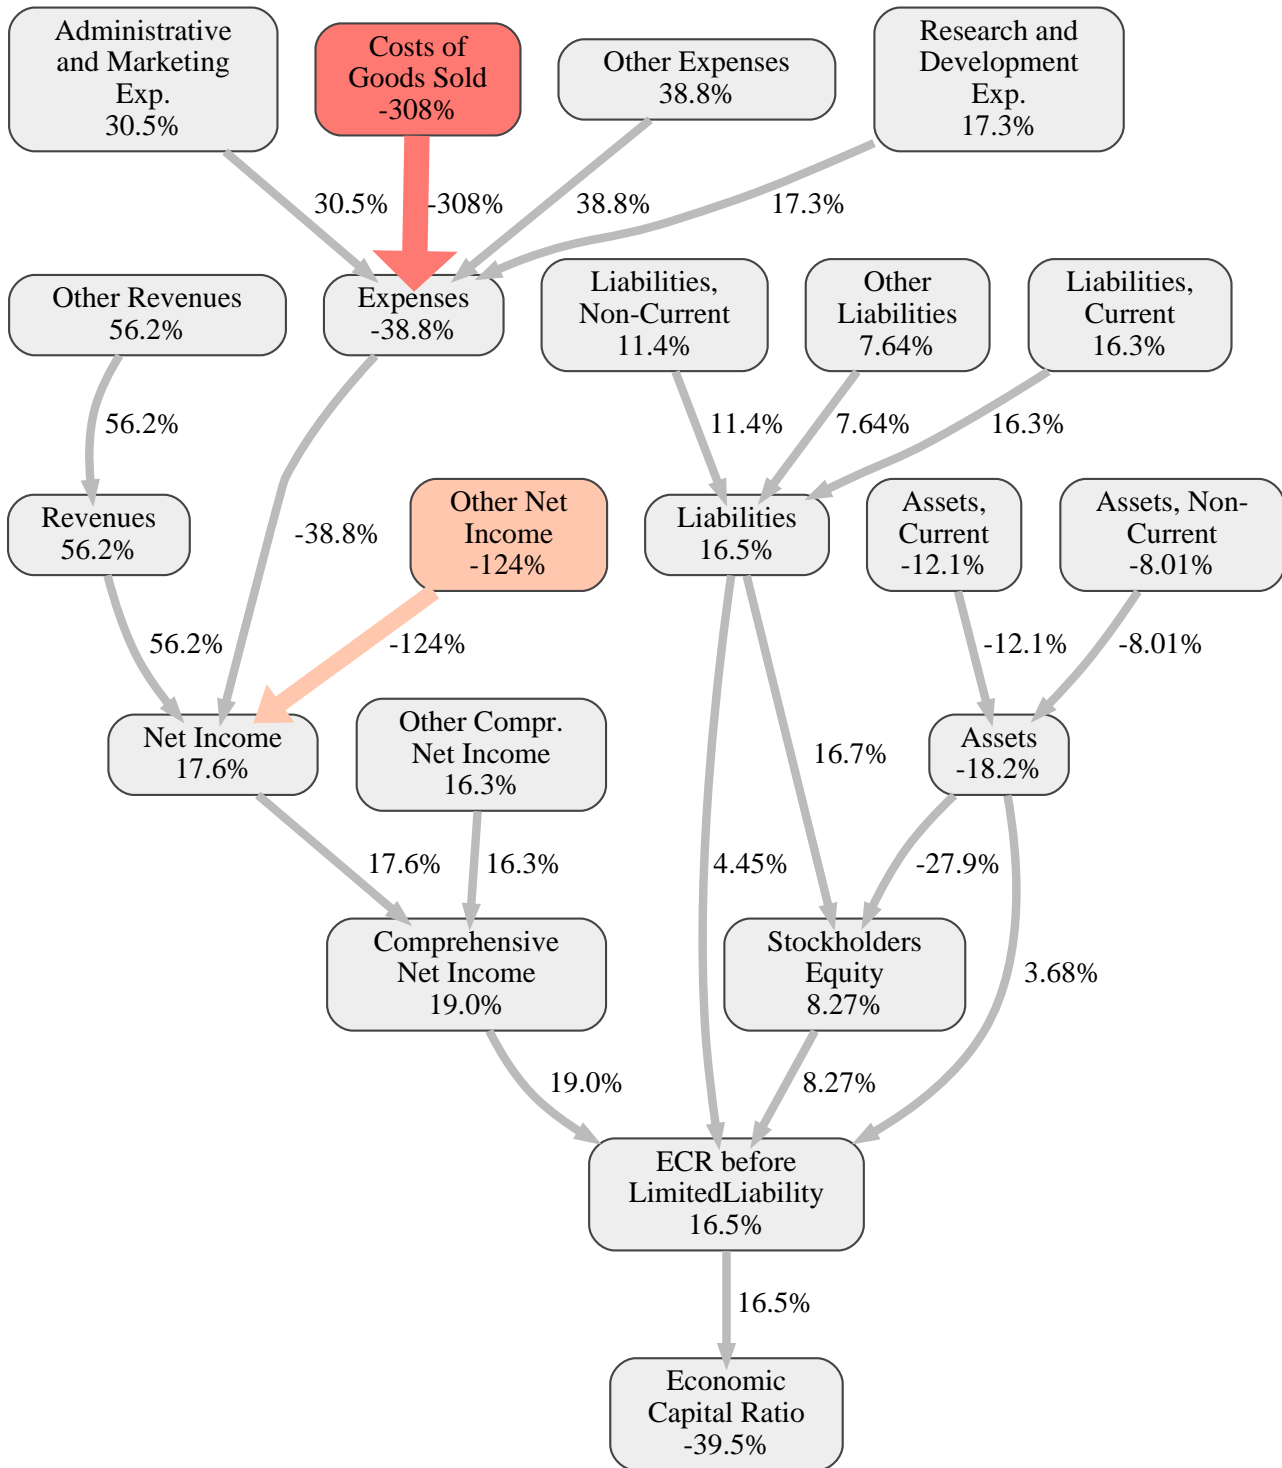 Administrative
and Marketing
Exp.
30.5%
Costs of
Goods Sold
-308%
Other Expenses
38.8%
Research and
Development
Exp.
17.3%
30.5%
-308%
38.8%
17.3%
Other Revenues
56.2%
Expenses
-38.8%
Liabilities,
Non-Current
11.4%
Other
Liabilities
7.64%
Liabilities,
Current
16.3%
56.2%
11.4%
7.64%
16.3%
Revenues
56.2%
-38.8%
Other Net
Income
-124%
Liabilities
16.5%
Assets,
Current
-12.1%
Assets, Non-
Current
-8.01%
56.2%
-124%
-12.1%
-8.01%
Net Income
17.6%
Other Compr.
Net Income
16.3%
16.7%
Assets
-18.2%
17.6%
16.3%
4.45%
-27.9%
Comprehensive
Net Income
19.0%
Stockholders
Equity
8.27%
3.68%
19.0%
8.27%
ECR before
LimitedLiability
16.5%
16.5%
Economic
Capital Ratio
-39.5%